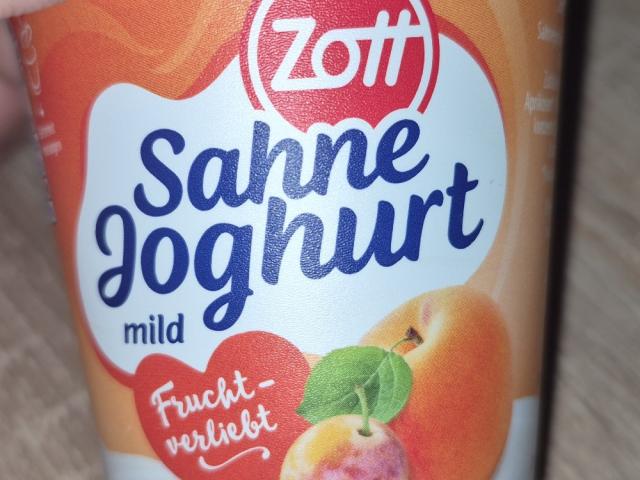 Zott
Sahne
Joghurt
mild
Frucht-
verliebt